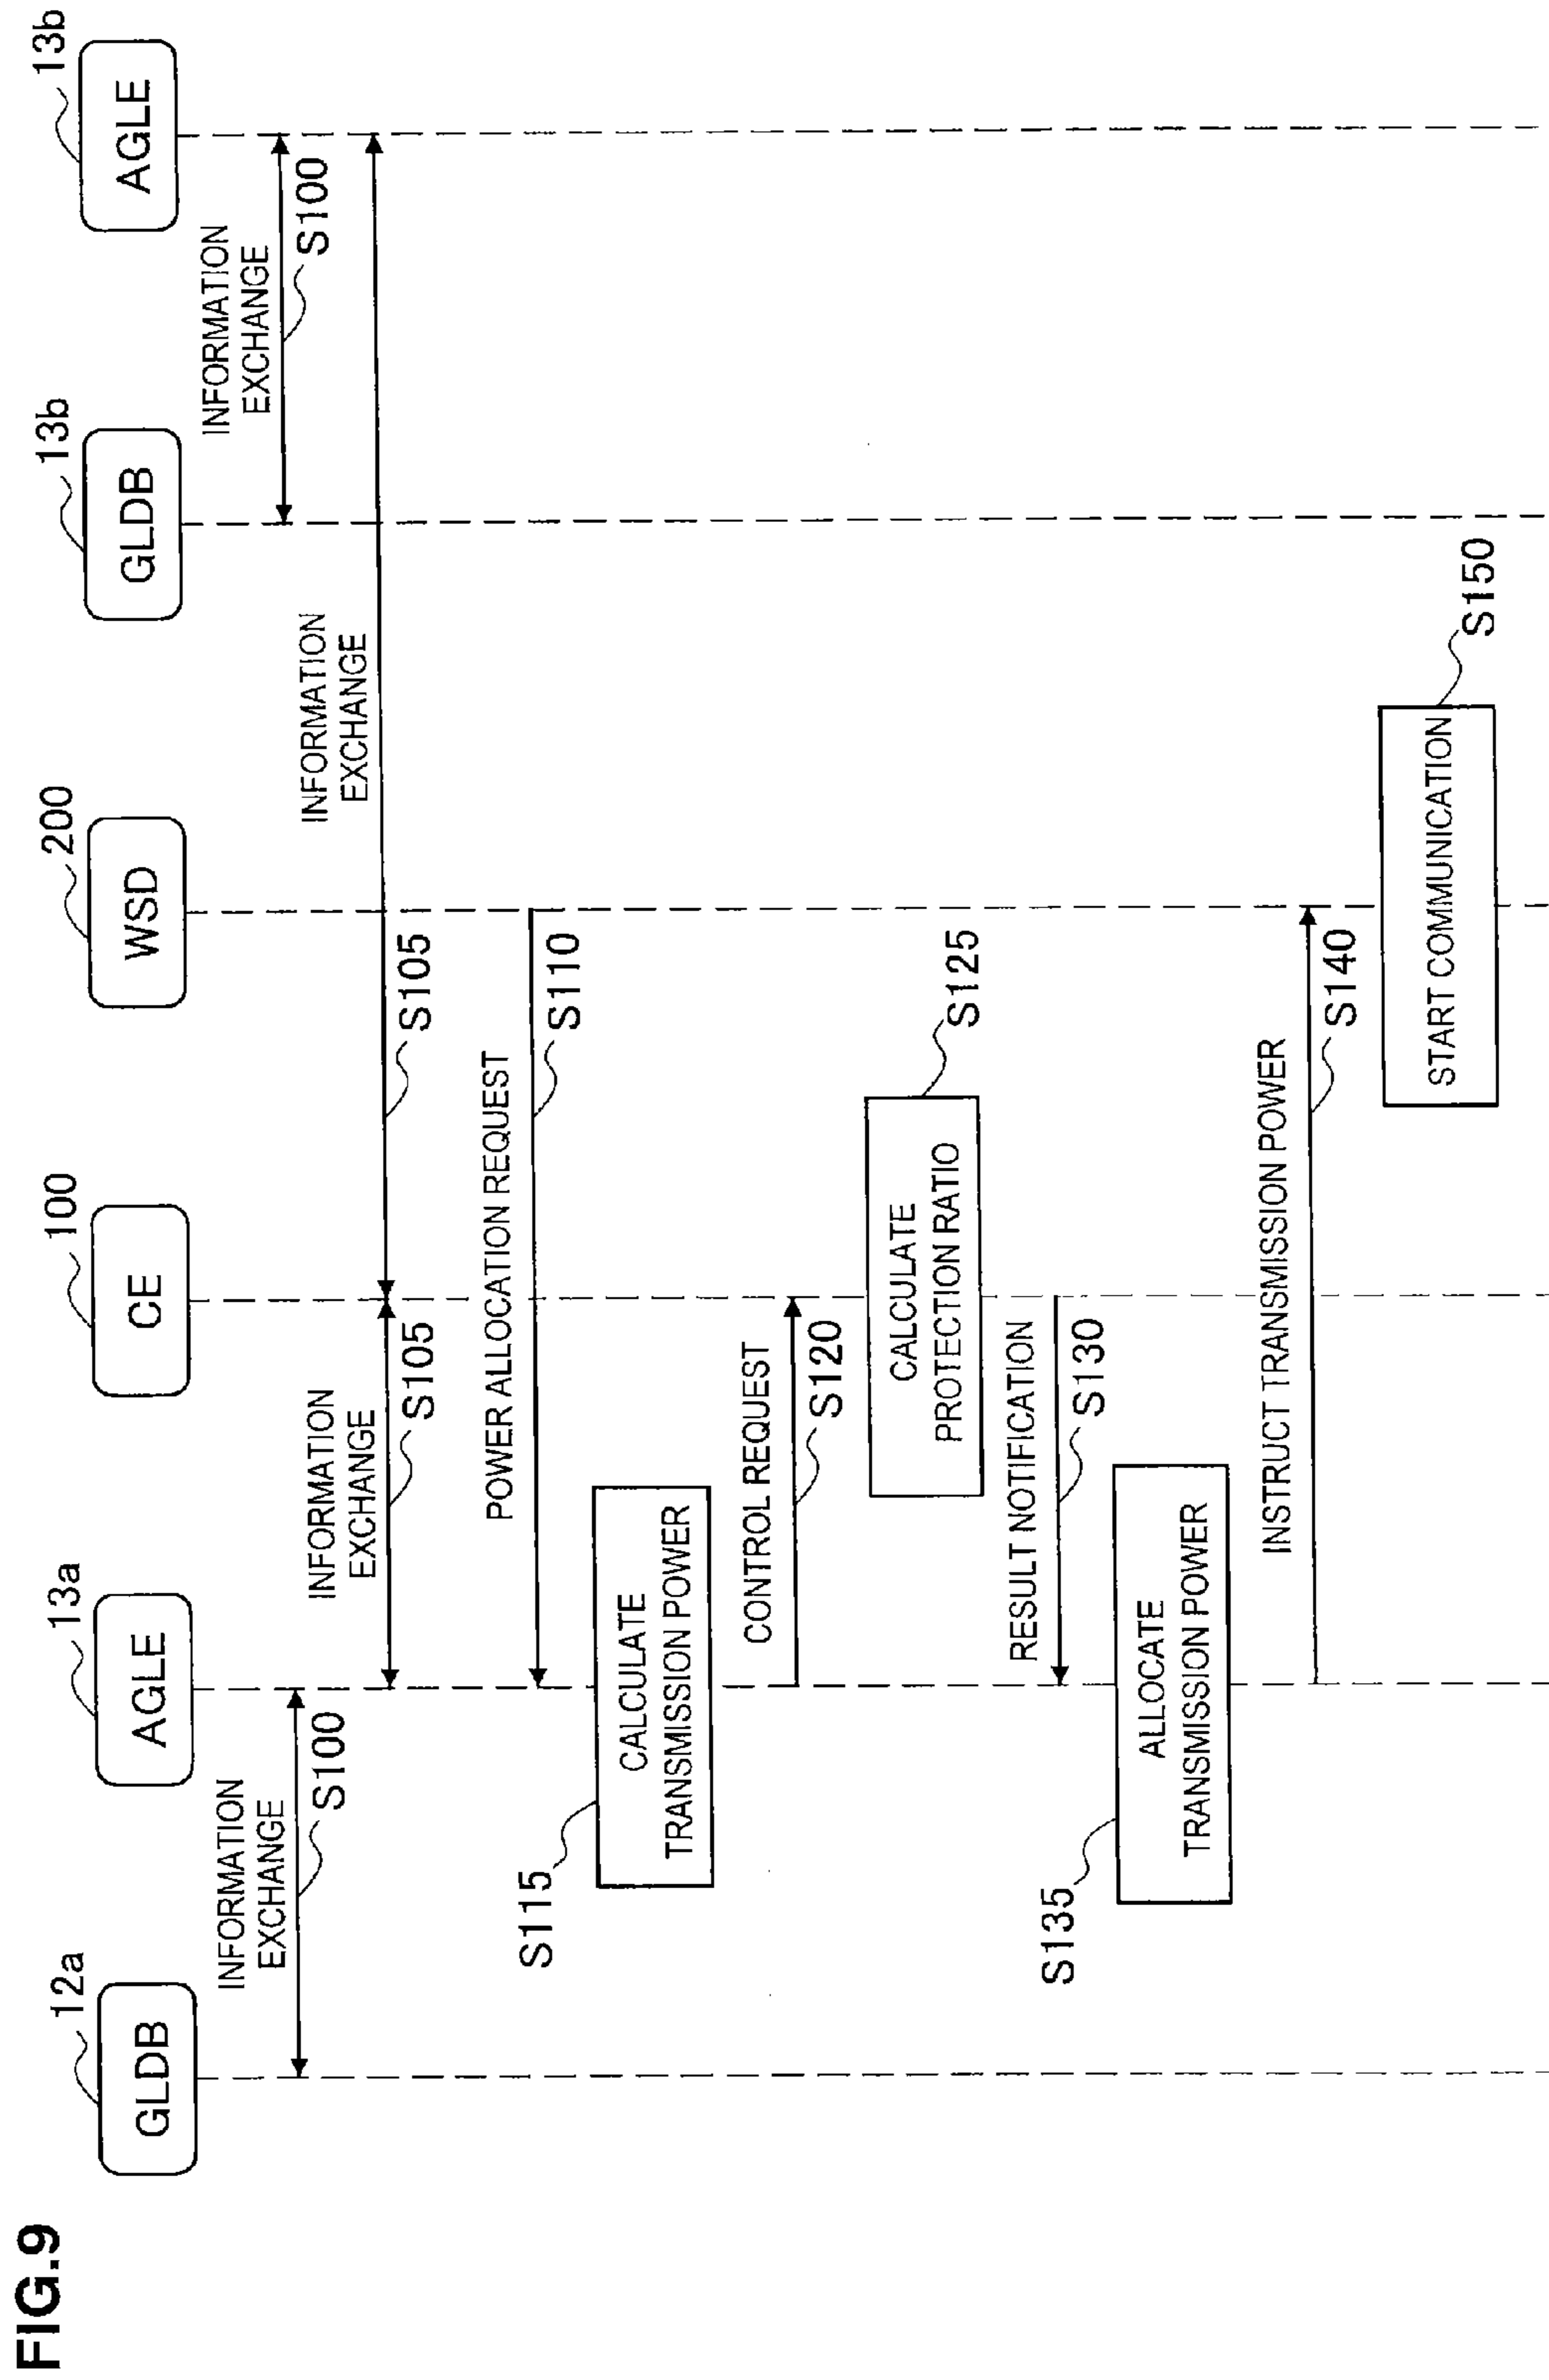 FIG.9
12a
13a
100
200
13b
13b
GLDB
AGLE
CE
WSD
GLDB
AGLE
INFORMATION
EXCHANGE
S100
INFORMATION
EXCHANGE
S100
INFORMATION
EXCHANGE
S105
INFORMATION
EXCHANGE
S105
POWER ALLOCATION REQUEST
S110
S115
CALCULATE
TRANSMISSION POWER
CONTROL REQUEST
S120
CALCULATE
PROTECTION RATIO
S125
RESULT NOTIFICATION
S130
S135
ALLOCATE
TRANSMISSION POWER
INSTRUCT TRANSMISSION POWER
S140
START COMMUNICATION
S150